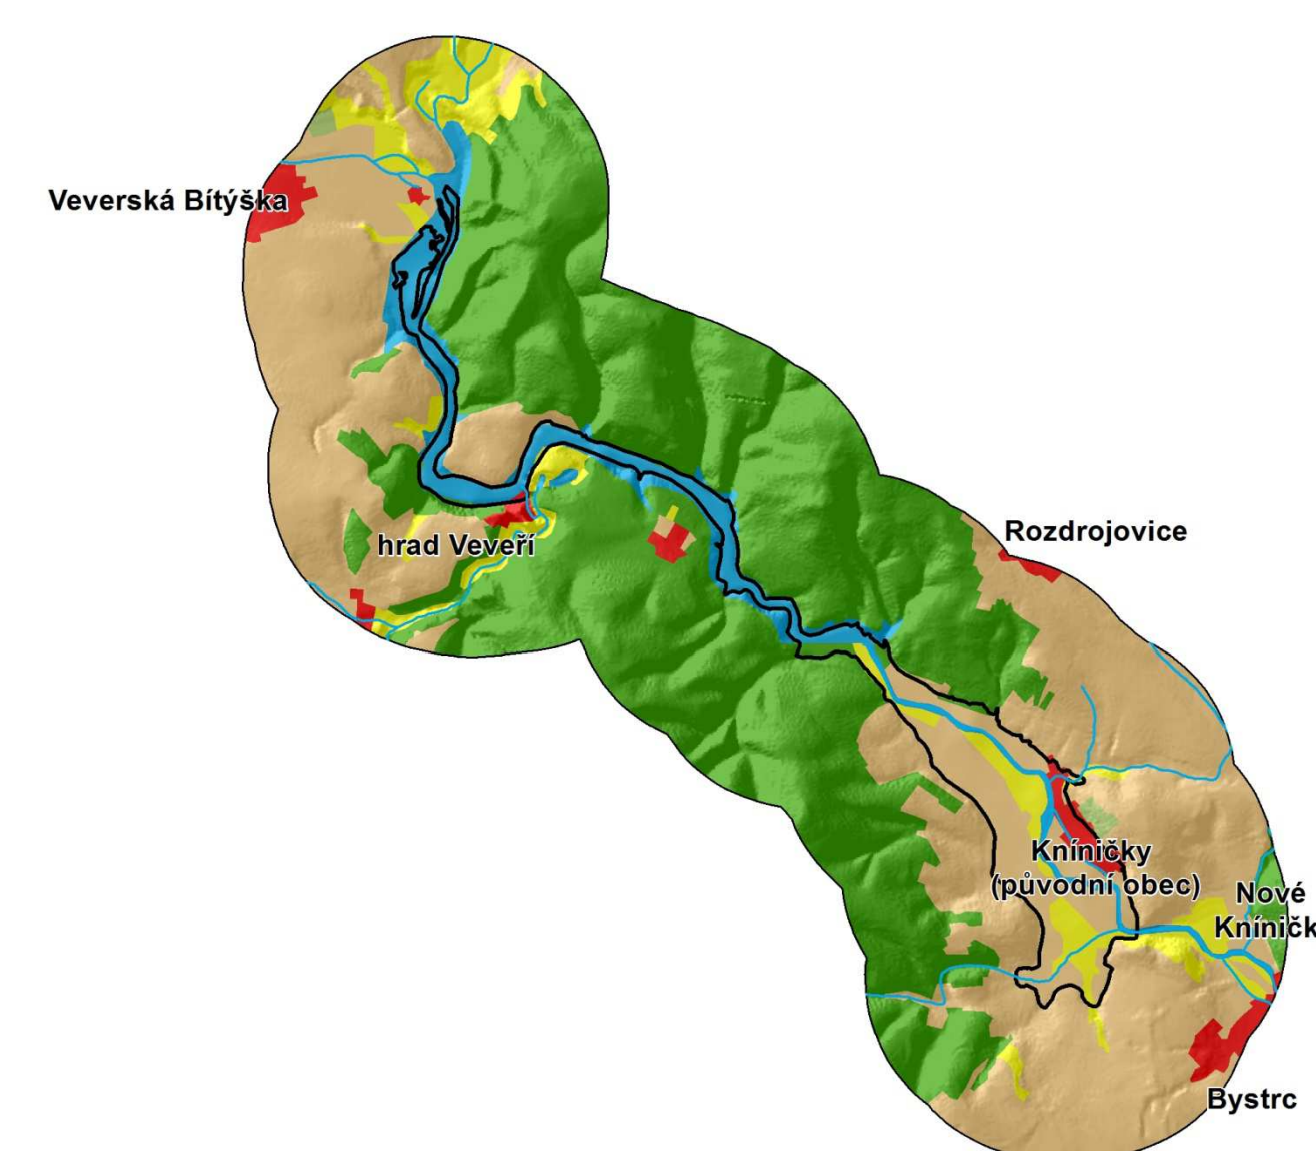 Veverská Bítýška
Rozdrojovice
hrad Veveří
Kníničky
(původní obec)
Nové
Kníničk
Bystrc